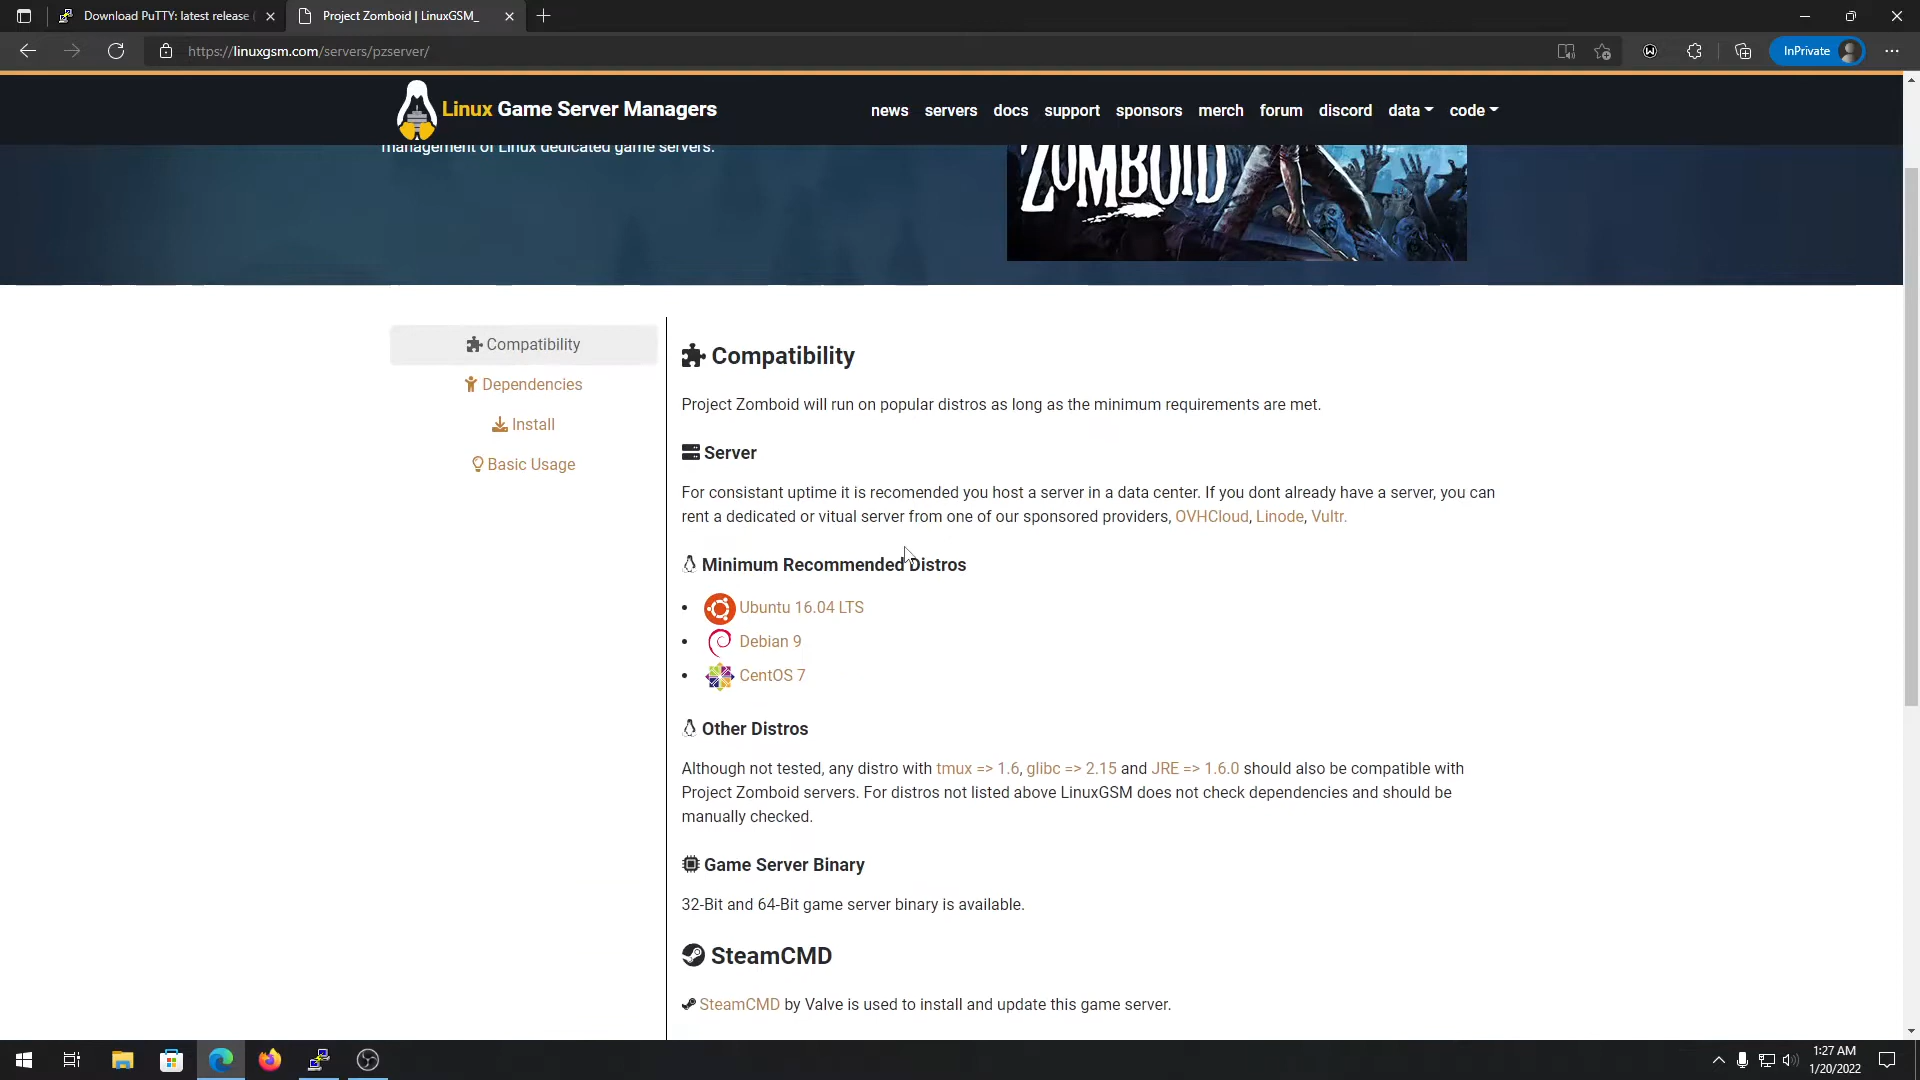 Download PuTTY: latest release (
Project Zomboid | LinuxGSM_
https://linuxgsm.com/servers/pzserver/
InPrivate
Linux Game Server Managers
news
servers
docs
support
sponsors
merch
forum
discord
data
code
management of Linux dedicated game servers.
ZOMBOID
Compatibility
Dependencies
Install
Basic Usage
Compatibility
Project Zomboid will run on popular distros as long as the minimum requirements are met.
Server
For consistant uptime it is recomended you host a server in a data center. If you dont already have a server, you can
rent a dedicated or vitual server from one of our sponsored providers, OVHCloud, Linode, Vultr.
Minimum Recommended Distros
Ubuntu 16.04 LTS
Debian 9
CentOS 7
Other Distros
Although not tested, any distro with tmux => 1.6, glibc => 2.15 and JRE => 1.6.0 should also be compatible with
Project Zomboid servers. For distros not listed above LinuxGSM does not check dependencies and should be
manually checked.
Game Server Binary
32-Bit and 64-Bit game server binary is available.
SteamCMD
SteamCMD by Valve is used to install and update this game server.
1:27 AM
1/20/2022